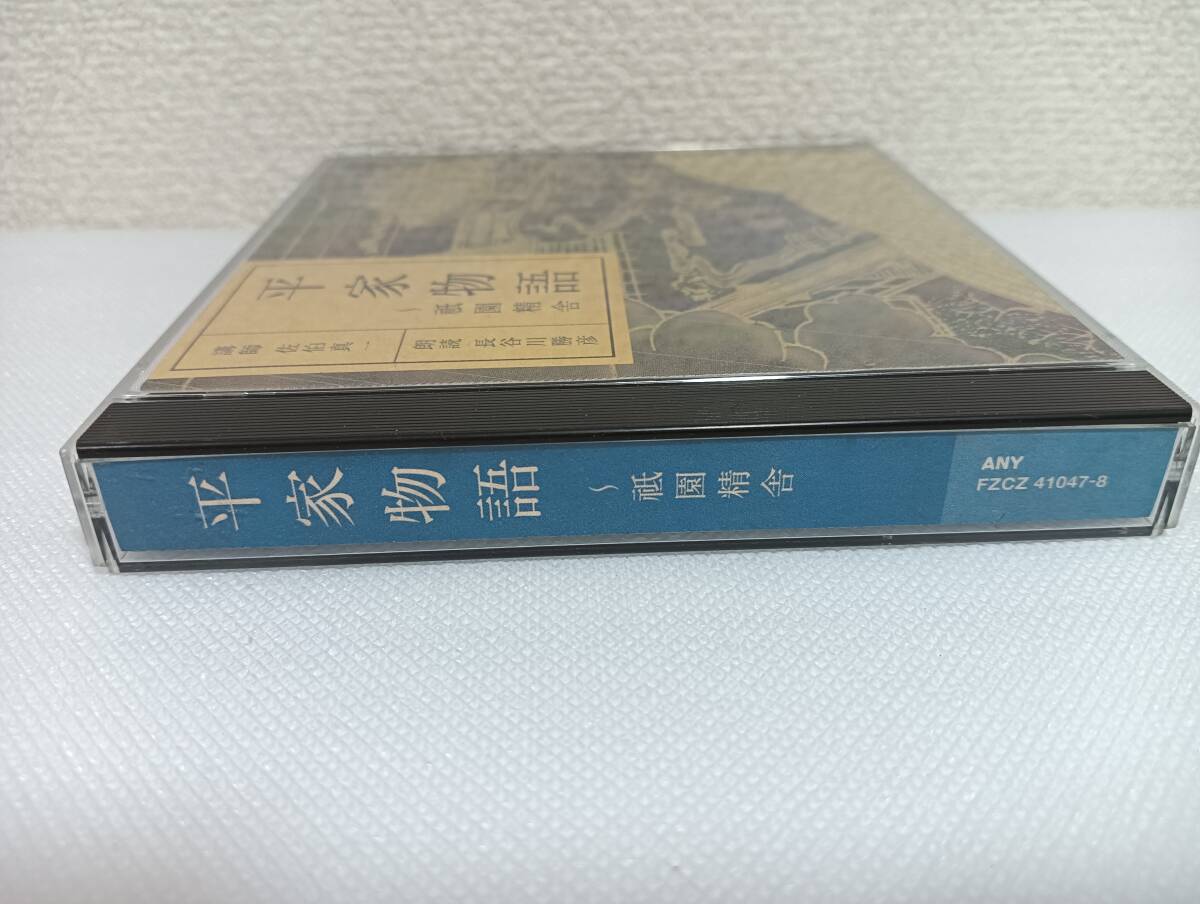 平家物語
～祇園精舎
朗読 長谷川勝彦
講師 佐伯真一
平家物語 ～祇園精舎
ANY
FZCZ 41047-8